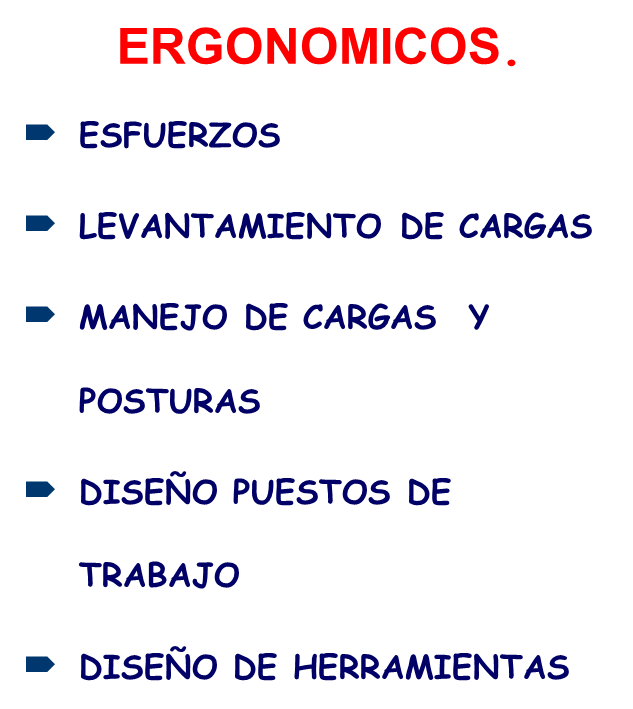 ERGONOMICOS.
ESFUERZOS
LEVANTAMIENTO DE CARGAS
MANEJO DE CARGAS Y
POSTURAS
DISEÑO PUESTOS DE
TRABAJO
DISEÑO DE HERRAMIENTAS